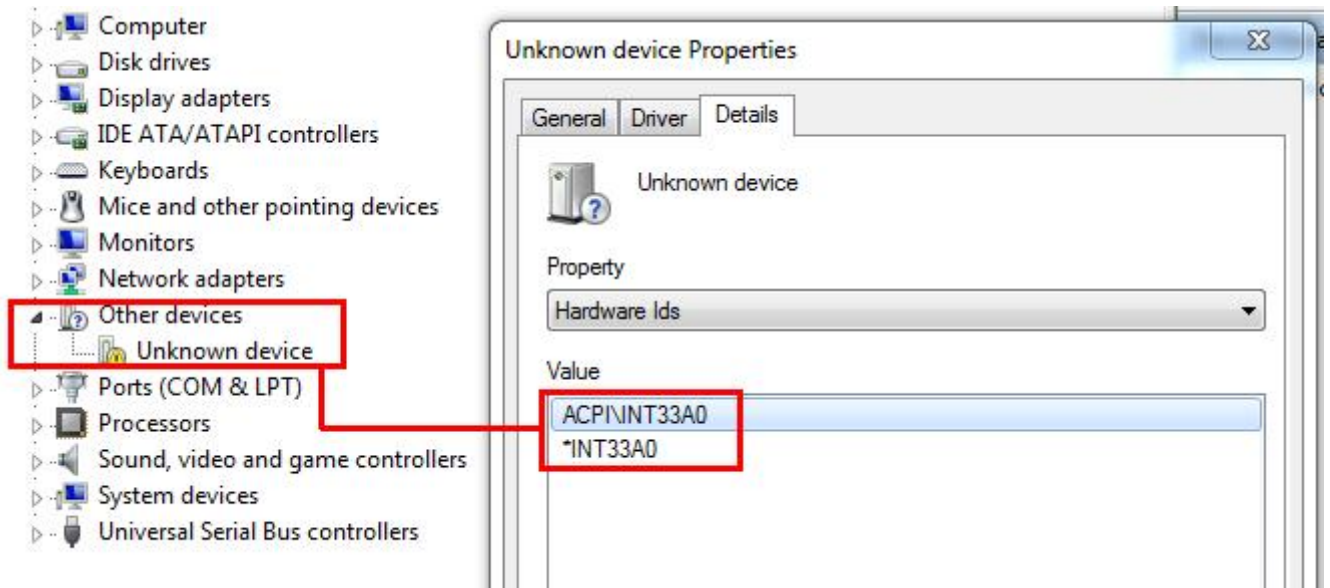 Computer
Disk drives
Display adapters
IDE ATA/ATAPI controllers
Keyboards
Mice and other pointing devices
Monitors
Network adapters
Other devices
Unknown device
Ports (COM & LPT)
Processors
Sound, video and game controllers
System devices
Universal Serial Bus controllers
Unknown device Properties
General Driver Details
Unknown device
Property
Hardware Ids
Value
ACPI\INT33A0
*INT33A0